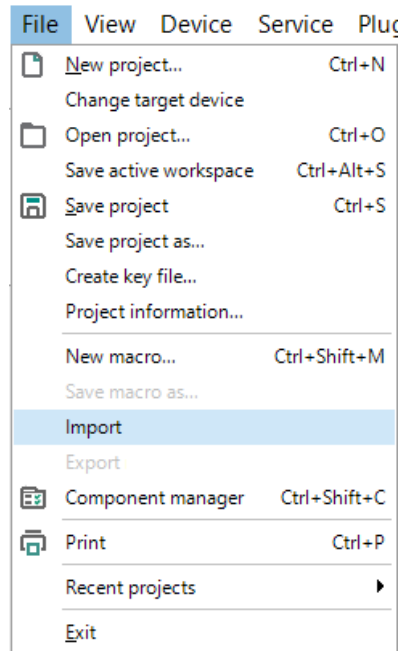 File View Device Service Plug
New project... Ctrl+N
Change target device
Open project... Ctrl+O
Save active workspace Ctrl+Alt+S
Save project Ctrl+S
Save project as...
Create key file...
Project information...
New macro... Ctrl+Shift+M
Save macro as...
Import
Export
Component manager Ctrl+Shift+C
Print Ctrl+P
Recent projects
Exit